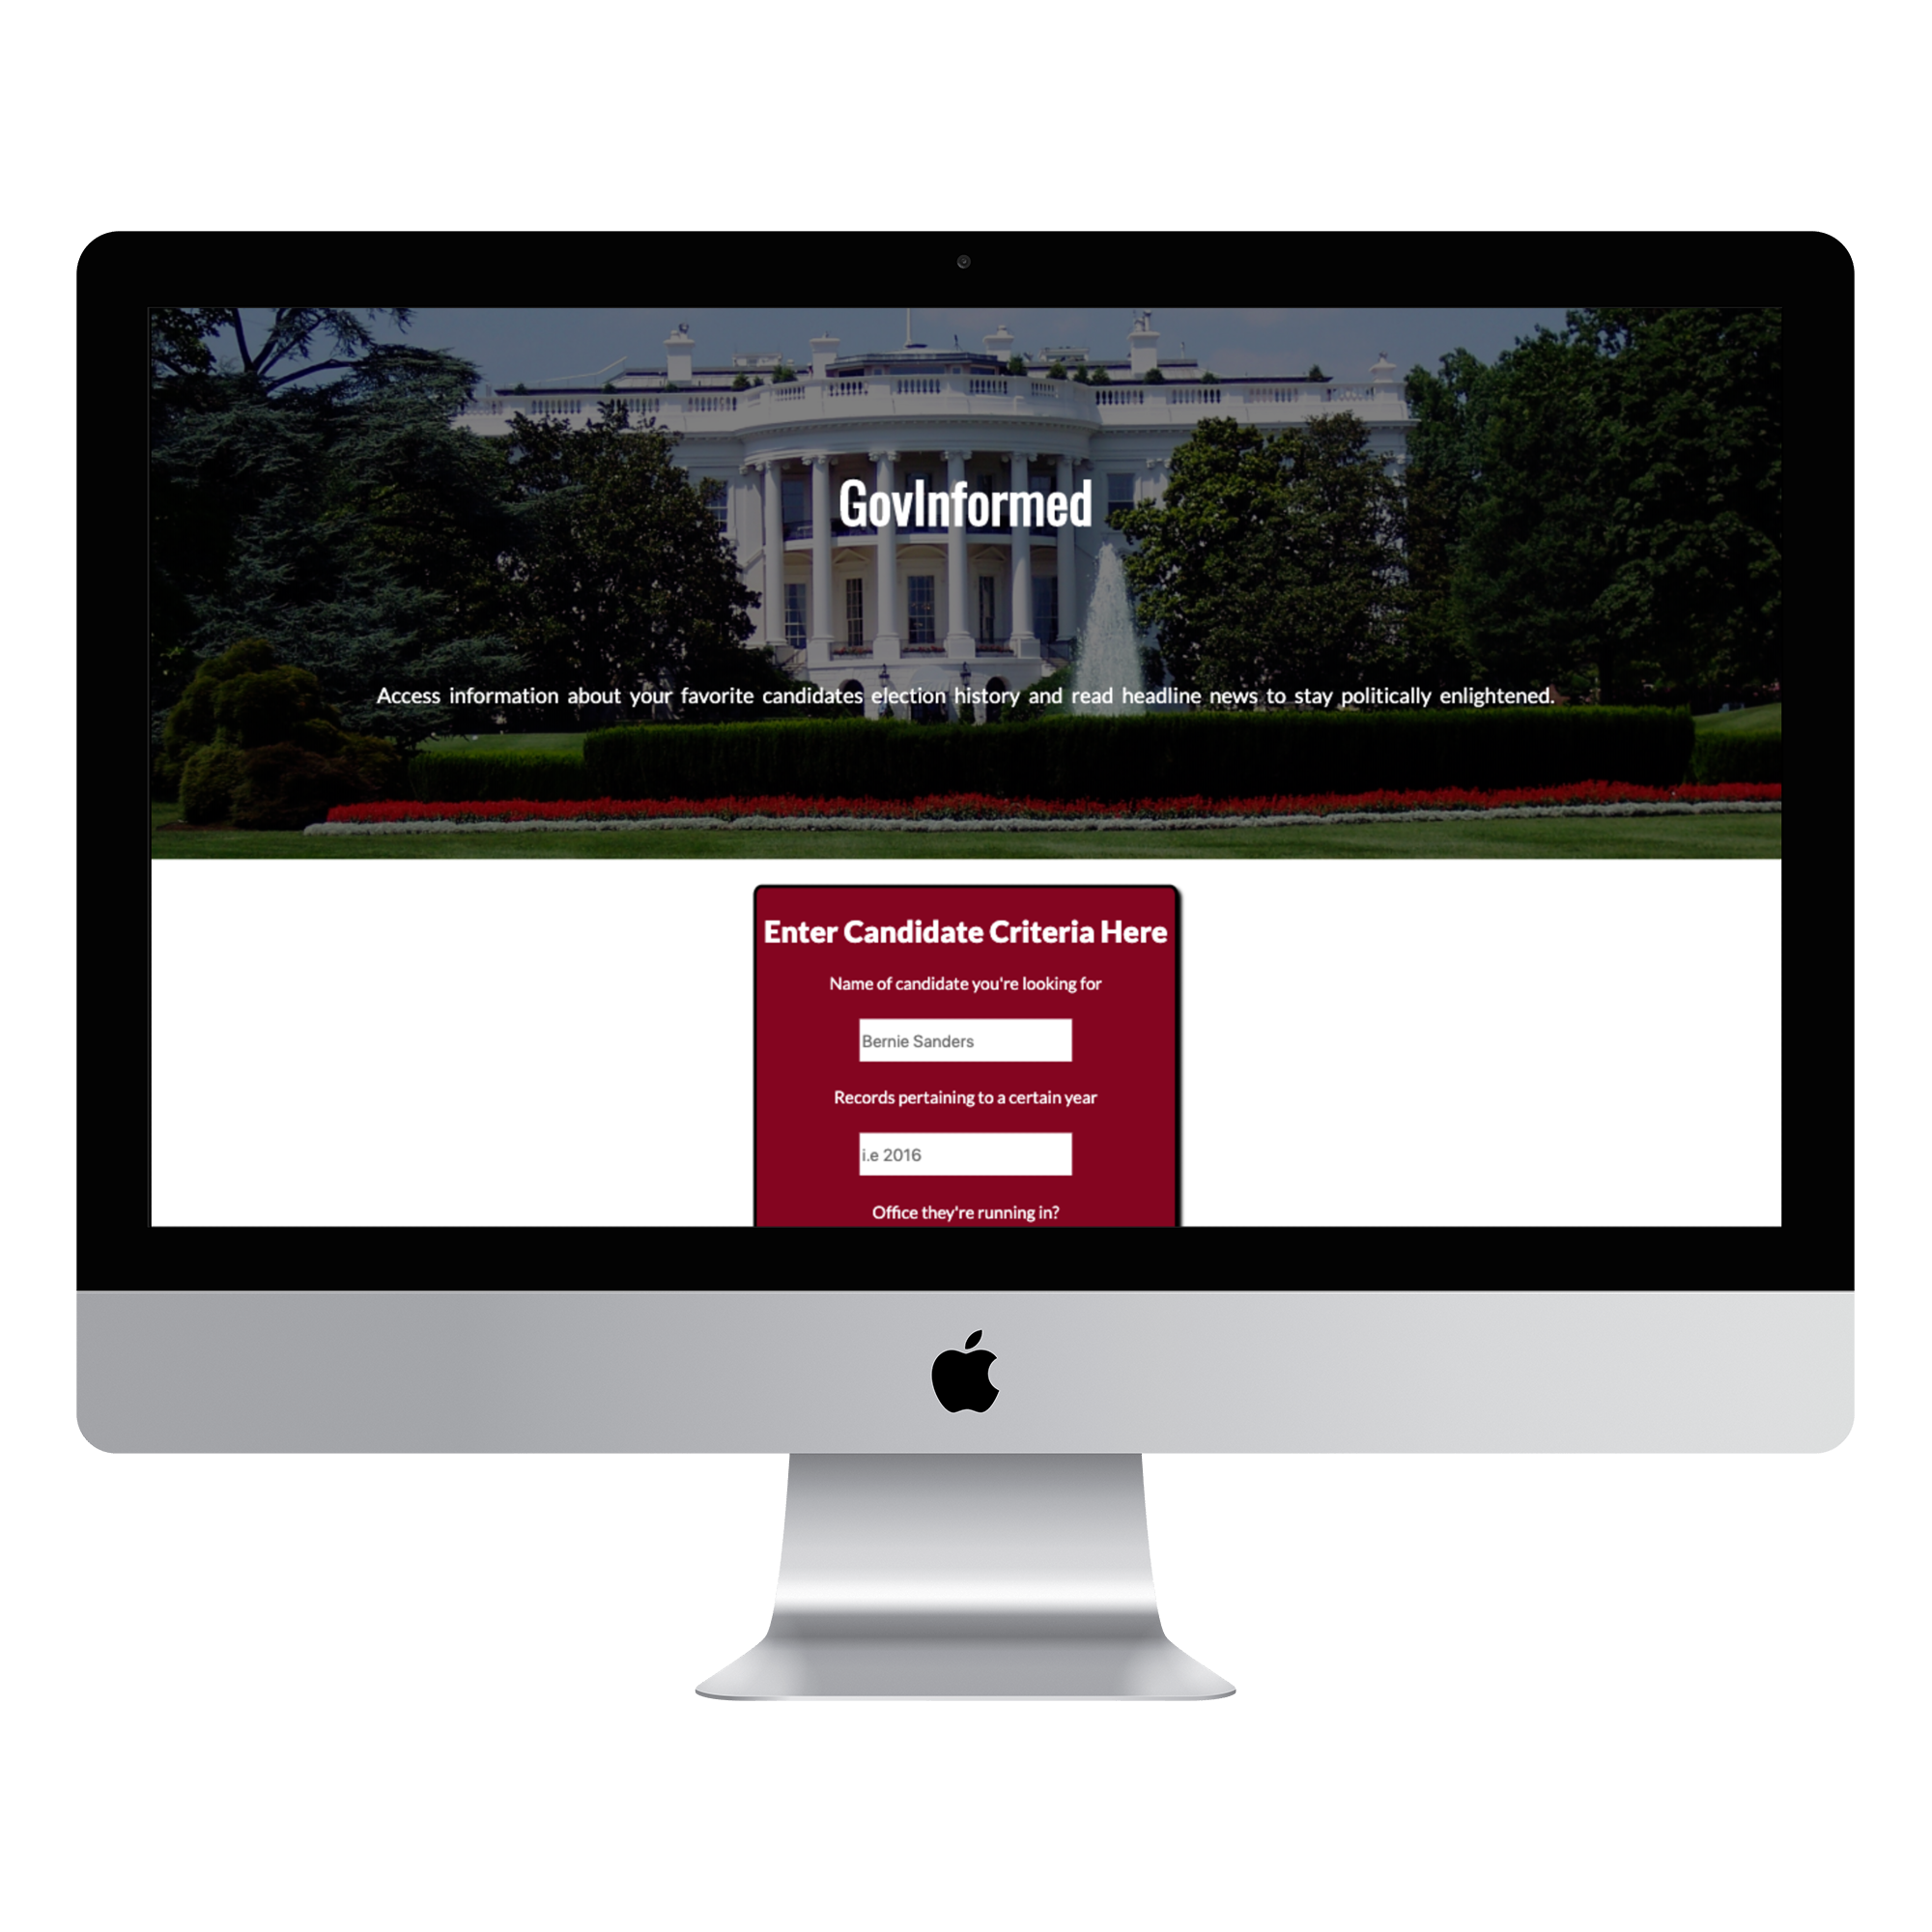 GovInformed
Access information about your favorite candidates election history and read headline news to stay politically enlightened.
Enter Candidate Criteria Here
Name of candidate you're looking for
Bernie Sanders
Records pertaining to a certain year
i.e 2016
Office they're running in?